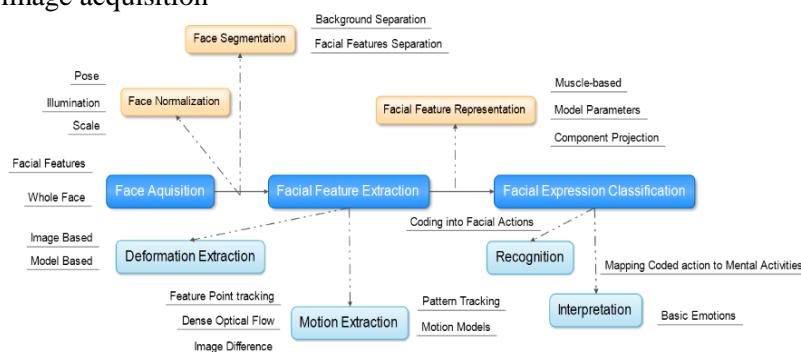 image acquisition
Background Separation
Face Segmentation
Facial Features Separation
Pose
Illumination
Scale
Face Normalization
Muscle-based
Facial Feature Representation
Model Parameters
Component Projection
Facial Features
Whole Face
Face Aquisition
Facial Feature Extraction
Facial Expression Classification
Coding into Facial Actions
Image Based
Model Based
Deformation Extraction
Recognition
Mapping Coded action to Mental Activities
Feature Point tracking
Dense Optical Flow
Image Difference
Motion Extraction
Pattern Tracking
Motion Models
Interpretation
Basic Emotions